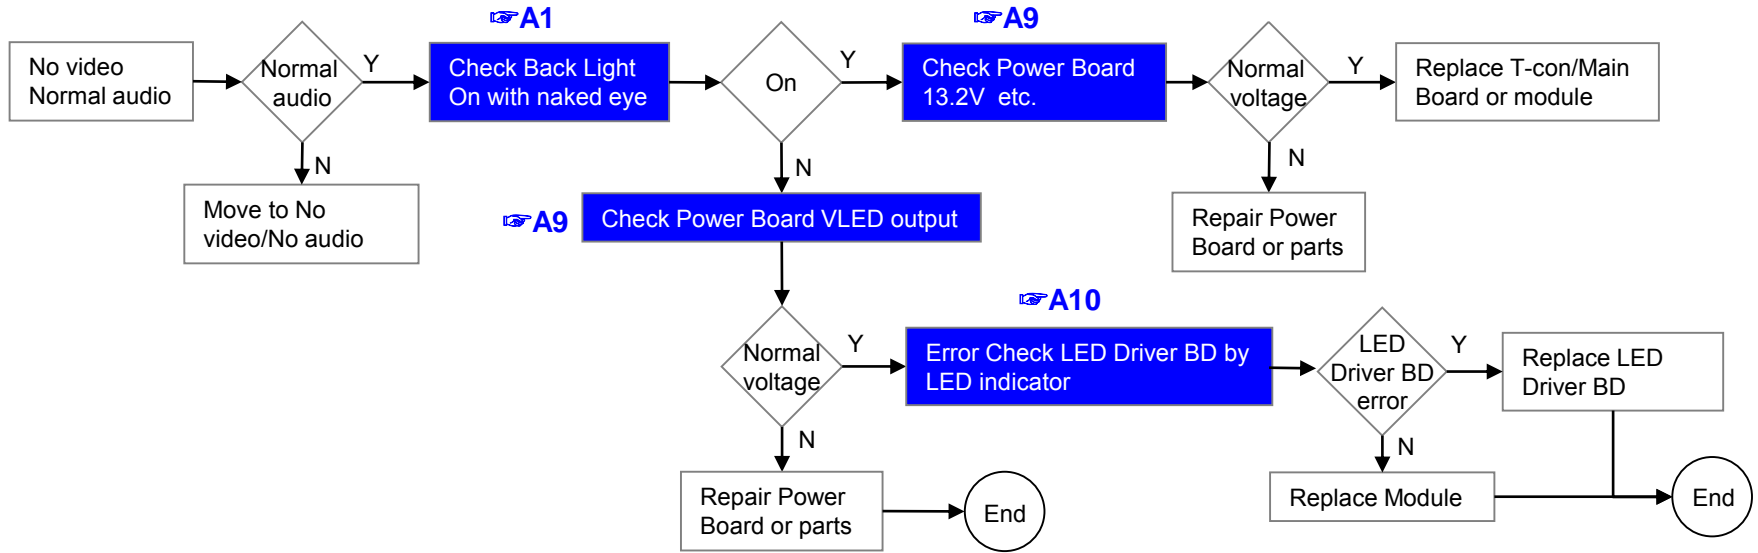 ☞A1
☞A9
No video
Normal audio
Normal
audio
Y
Check Back Light
On with naked eye
On
Y
Check Power Board
13.2V etc.
Normal
voltage
Y
Replace T-con/Main
Board or module
N
N
N
Move to No
video/No audio
☞A9
Check Power Board VLED output
Repair Power
Board or parts
☞A10
Normal
voltage
Y
Error Check LED Driver BD by
LED indicator
LED
Driver BD
error
Y
Replace LED
Driver BD
N
N
Repair Power
Board or parts
End
Replace Module
End